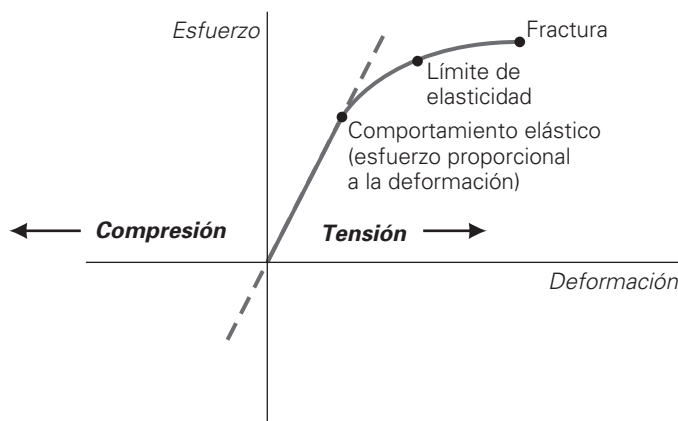 Esfuerzo
Fractura
Límite de
elasticidad
Comportamiento elástico
(esfuerzo proporcional
a la deformación)
Compresión
Tensión
Deformación